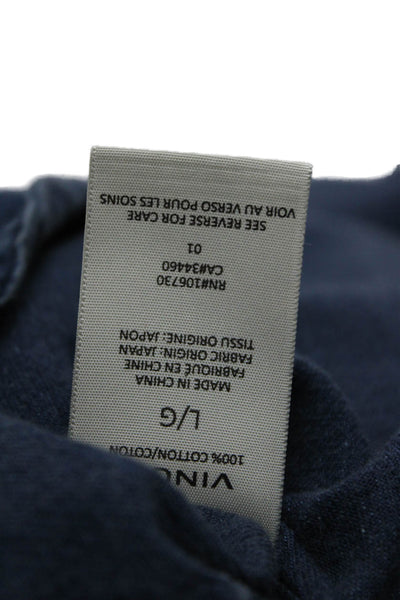 VINC
100% COTTON/COTON
L/G
MADE IN CHINA
FABRIQUÉ EN CHINE
FABRIC ORIGIN: JAPAN
TISSU ORIGINE: JAPON
RN#106730
CA#34460
01
SEE REVERSE FOR CARE
VOIR AU VERSO POUR LES SOINS